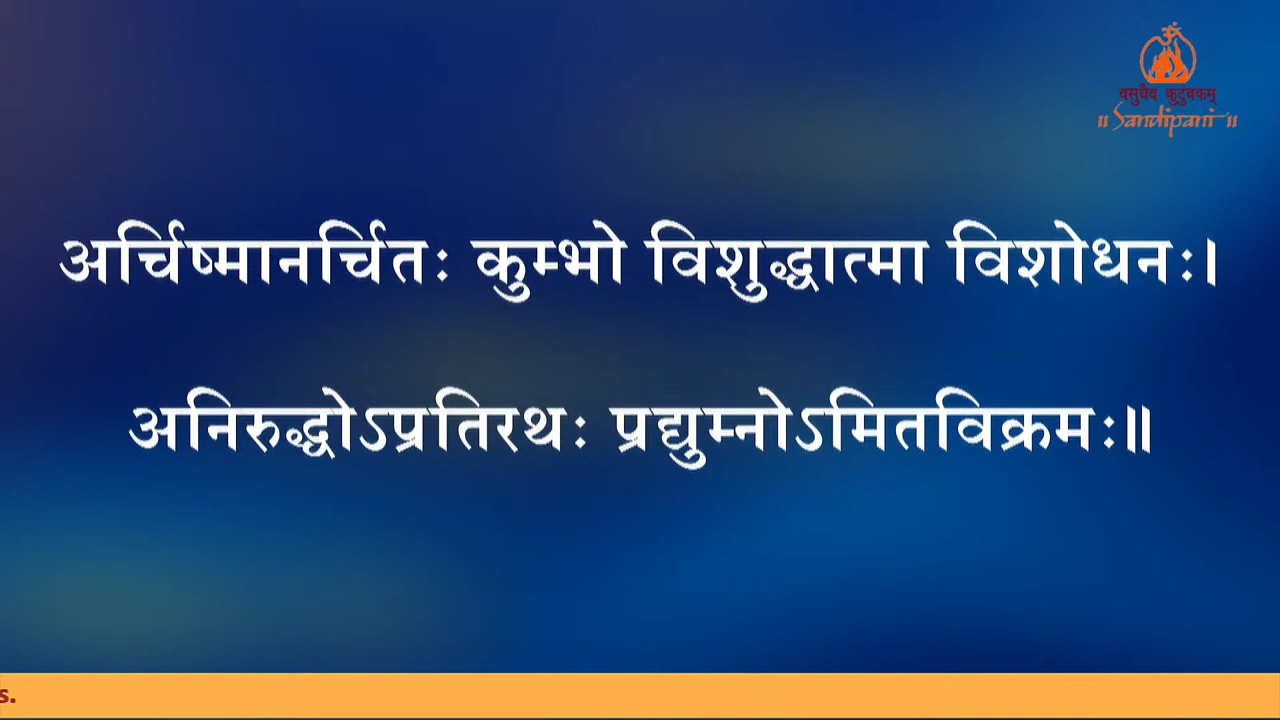 वसुधैव कुटुंबकम्
॥ Sandipani ॥
अर्चिष्मानर्चितः कुम्भो विशुद्धात्मा विशोधनः।
अनिरुद्धोऽप्रतिरथः प्रद्युम्नोऽमितविक्रमः॥
s.